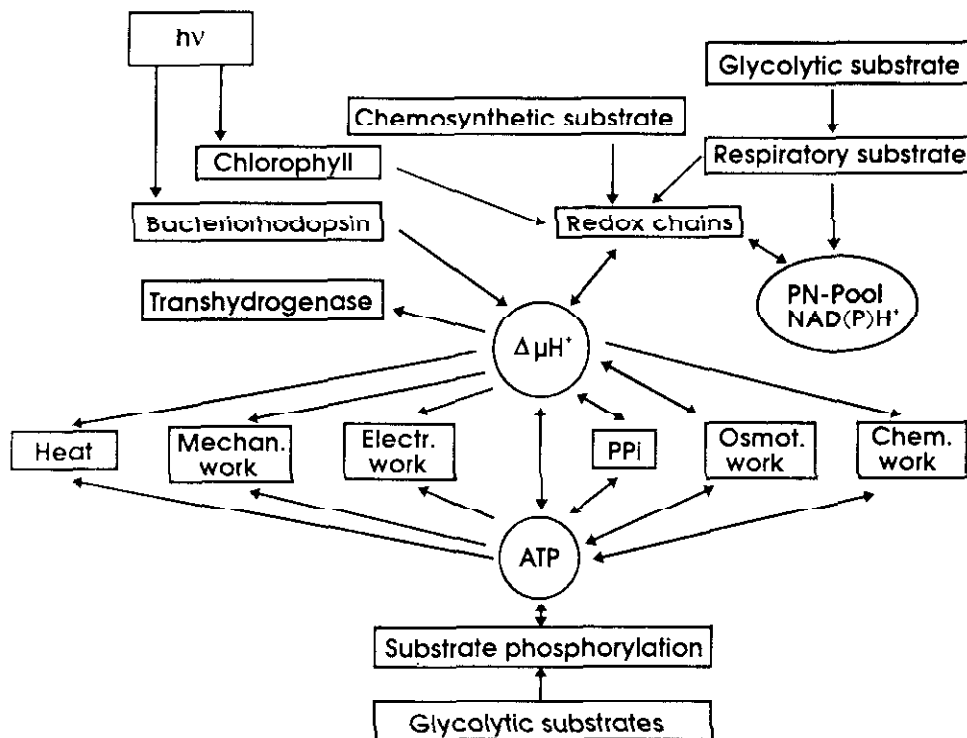 hν
Glycolytic substrate
Chemosynthetic substrate
Chlorophyll
Respiratory substrate
Bacteriorhodopsin
Redox chains
Transhydrogenase
PN-Pool
NAD(P)H⁺
ΔμH⁺
Heat
Mechan.
work
Electr.
work
PPi
Osmot.
work
Chem.
work
ATP
Substrate phosphorylation
Glycolytic substrates